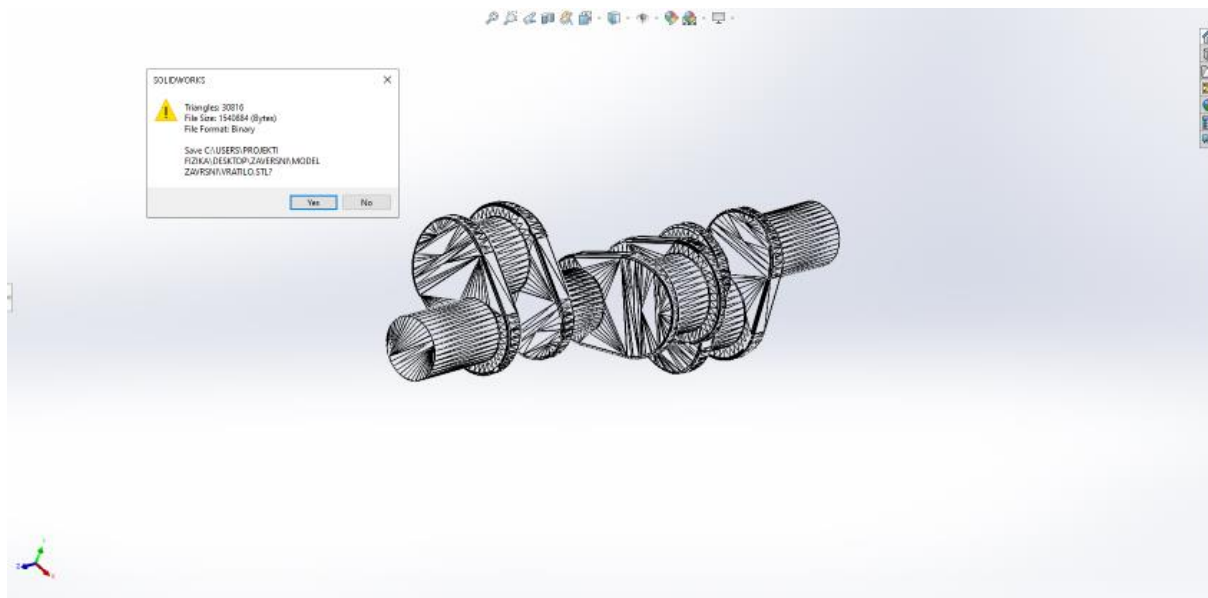 SOLIDWORKS
Triangles: 30816
File Size: 1540884 (Bytes)
File Format: Binary
Save C:\USERS\PROJEKTI
FIZIKA\DESKTOP\ZAVERSNI\MODEL
ZAVRSNI\VRATILO.STL?
Yes
No